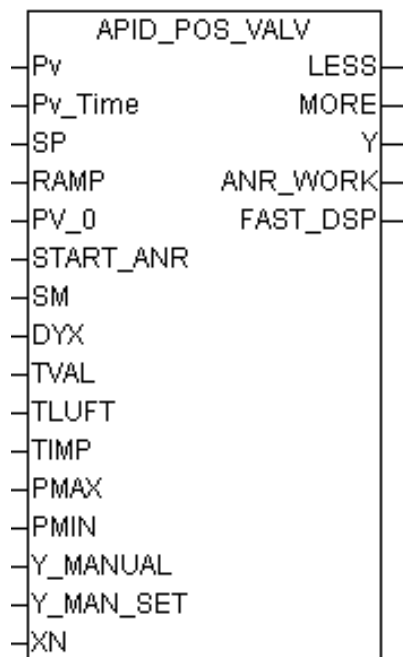 APID_POS_VALV
Pv LESS
Pv_Time MORE
SP Y
RAMP ANR_WORK
PV_0 FAST_DSP
START_ANR
SM
DYX
TVAL
TLUFT
TIMP
PMAX
PMIN
Y_MANUAL
Y_MAN_SET
XN